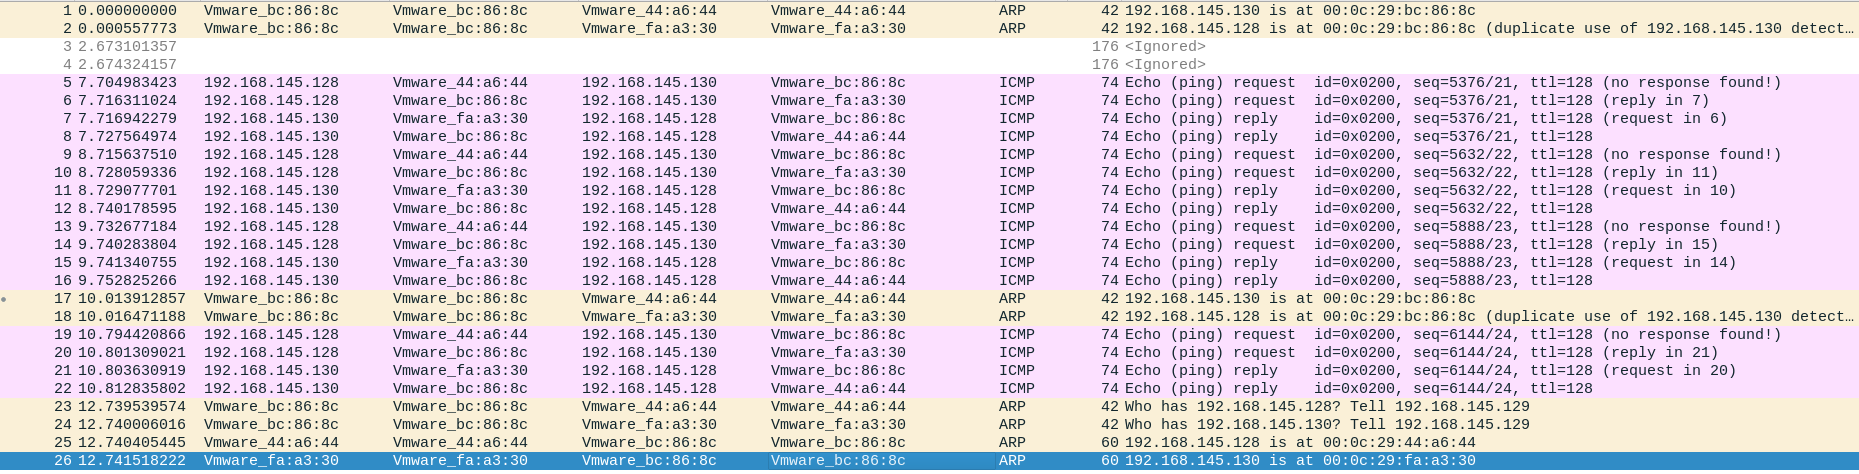 1 0.000000000 Vmware_bc:86:8c Vmware_bc:86:8c Vmware_44:a6:44 Vmware_44:a6:44 ARP 42 192.168.145.130 is at 00:0c:29:bc:86:8c
2 0.000557773 Vmware_bc:86:8c Vmware_bc:86:8c Vmware_fa:a3:30 Vmware_fa:a3:30 ARP 42 192.168.145.128 is at 00:0c:29:bc:86:8c (duplicate use of 192.168.145.130 detect…
3 2.673101357 176 <Ignored>
4 2.674324157 176 <Ignored>
5 7.704983423 192.168.145.128 Vmware_44:a6:44 192.168.145.130 Vmware_bc:86:8c ICMP 74 Echo (ping) request id=0x0200, seq=5376/21, ttl=128 (no response found!)
6 7.716311024 192.168.145.128 Vmware_bc:86:8c 192.168.145.130 Vmware_fa:a3:30 ICMP 74 Echo (ping) request id=0x0200, seq=5376/21, ttl=128 (reply in 7)
7 7.716942279 192.168.145.130 Vmware_fa:a3:30 192.168.145.128 Vmware_bc:86:8c ICMP 74 Echo (ping) reply id=0x0200, seq=5376/21, ttl=128 (request in 6)
8 7.727564974 192.168.145.130 Vmware_bc:86:8c 192.168.145.128 Vmware_44:a6:44 ICMP 74 Echo (ping) reply id=0x0200, seq=5376/21, ttl=128
9 8.715637510 192.168.145.128 Vmware_44:a6:44 192.168.145.130 Vmware_bc:86:8c ICMP 74 Echo (ping) request id=0x0200, seq=5632/22, ttl=128 (no response found!)
10 8.728059336 192.168.145.128 Vmware_bc:86:8c 192.168.145.130 Vmware_fa:a3:30 ICMP 74 Echo (ping) request id=0x0200, seq=5632/22, ttl=128 (reply in 11)
11 8.729077701 192.168.145.130 Vmware_fa:a3:30 192.168.145.128 Vmware_bc:86:8c ICMP 74 Echo (ping) reply id=0x0200, seq=5632/22, ttl=128 (request in 10)
12 8.740178595 192.168.145.130 Vmware_bc:86:8c 192.168.145.128 Vmware_44:a6:44 ICMP 74 Echo (ping) reply id=0x0200, seq=5632/22, ttl=128
13 9.732677184 192.168.145.128 Vmware_44:a6:44 192.168.145.130 Vmware_bc:86:8c ICMP 74 Echo (ping) request id=0x0200, seq=5888/23, ttl=128 (no response found!)
14 9.740283804 192.168.145.128 Vmware_bc:86:8c 192.168.145.130 Vmware_fa:a3:30 ICMP 74 Echo (ping) request id=0x0200, seq=5888/23, ttl=128 (reply in 15)
15 9.741340755 192.168.145.130 Vmware_fa:a3:30 192.168.145.128 Vmware_bc:86:8c ICMP 74 Echo (ping) reply id=0x0200, seq=5888/23, ttl=128 (request in 14)
16 9.752825266 192.168.145.130 Vmware_bc:86:8c 192.168.145.128 Vmware_44:a6:44 ICMP 74 Echo (ping) reply id=0x0200, seq=5888/23, ttl=128
17 10.013912857 Vmware_bc:86:8c Vmware_bc:86:8c Vmware_44:a6:44 Vmware_44:a6:44 ARP 42 192.168.145.130 is at 00:0c:29:bc:86:8c
18 10.016471188 Vmware_bc:86:8c Vmware_bc:86:8c Vmware_fa:a3:30 Vmware_fa:a3:30 ARP 42 192.168.145.128 is at 00:0c:29:bc:86:8c (duplicate use of 192.168.145.130 detect…
19 10.794420866 192.168.145.128 Vmware_44:a6:44 192.168.145.130 Vmware_bc:86:8c ICMP 74 Echo (ping) request id=0x0200, seq=6144/24, ttl=128 (no response found!)
20 10.801309021 192.168.145.128 Vmware_bc:86:8c 192.168.145.130 Vmware_fa:a3:30 ICMP 74 Echo (ping) request id=0x0200, seq=6144/24, ttl=128 (reply in 21)
21 10.803630919 192.168.145.130 Vmware_fa:a3:30 192.168.145.128 Vmware_bc:86:8c ICMP 74 Echo (ping) reply id=0x0200, seq=6144/24, ttl=128 (request in 20)
22 10.812835802 192.168.145.130 Vmware_bc:86:8c 192.168.145.128 Vmware_44:a6:44 ICMP 74 Echo (ping) reply id=0x0200, seq=6144/24, ttl=128
23 12.739539574 Vmware_bc:86:8c Vmware_bc:86:8c Vmware_44:a6:44 Vmware_44:a6:44 ARP 42 Who has 192.168.145.128? Tell 192.168.145.129
24 12.740006016 Vmware_bc:86:8c Vmware_bc:86:8c Vmware_fa:a3:30 Vmware_fa:a3:30 ARP 42 Who has 192.168.145.130? Tell 192.168.145.129
25 12.740405445 Vmware_44:a6:44 Vmware_44:a6:44 Vmware_bc:86:8c Vmware_bc:86:8c ARP 60 192.168.145.128 is at 00:0c:29:44:a6:44
26 12.741518222 Vmware_fa:a3:30 Vmware_fa:a3:30 Vmware_bc:86:8c Vmware_bc:86:8c ARP 60 192.168.145.130 is at 00:0c:29:fa:a3:30